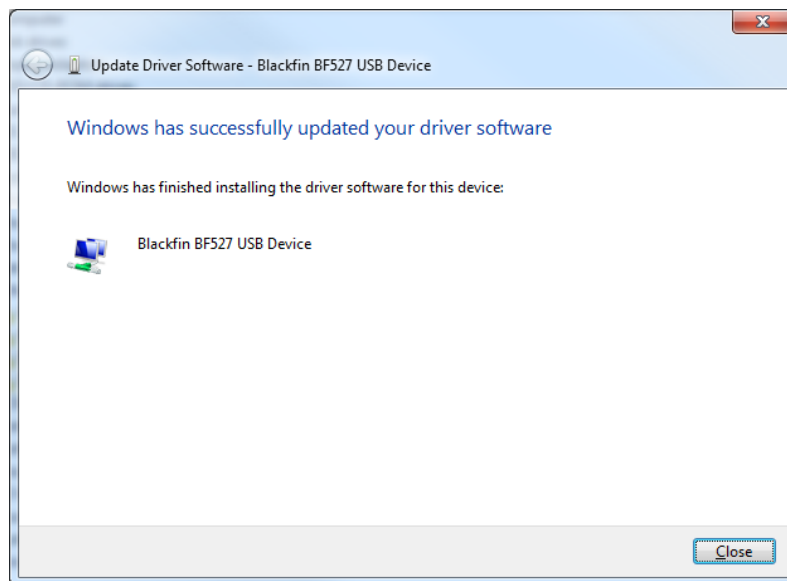 Update Driver Software - Blackfin BF527 USB Device
Windows has successfully updated your driver software
Windows has finished installing the driver software for this device:
Blackfin BF527 USB Device
Close